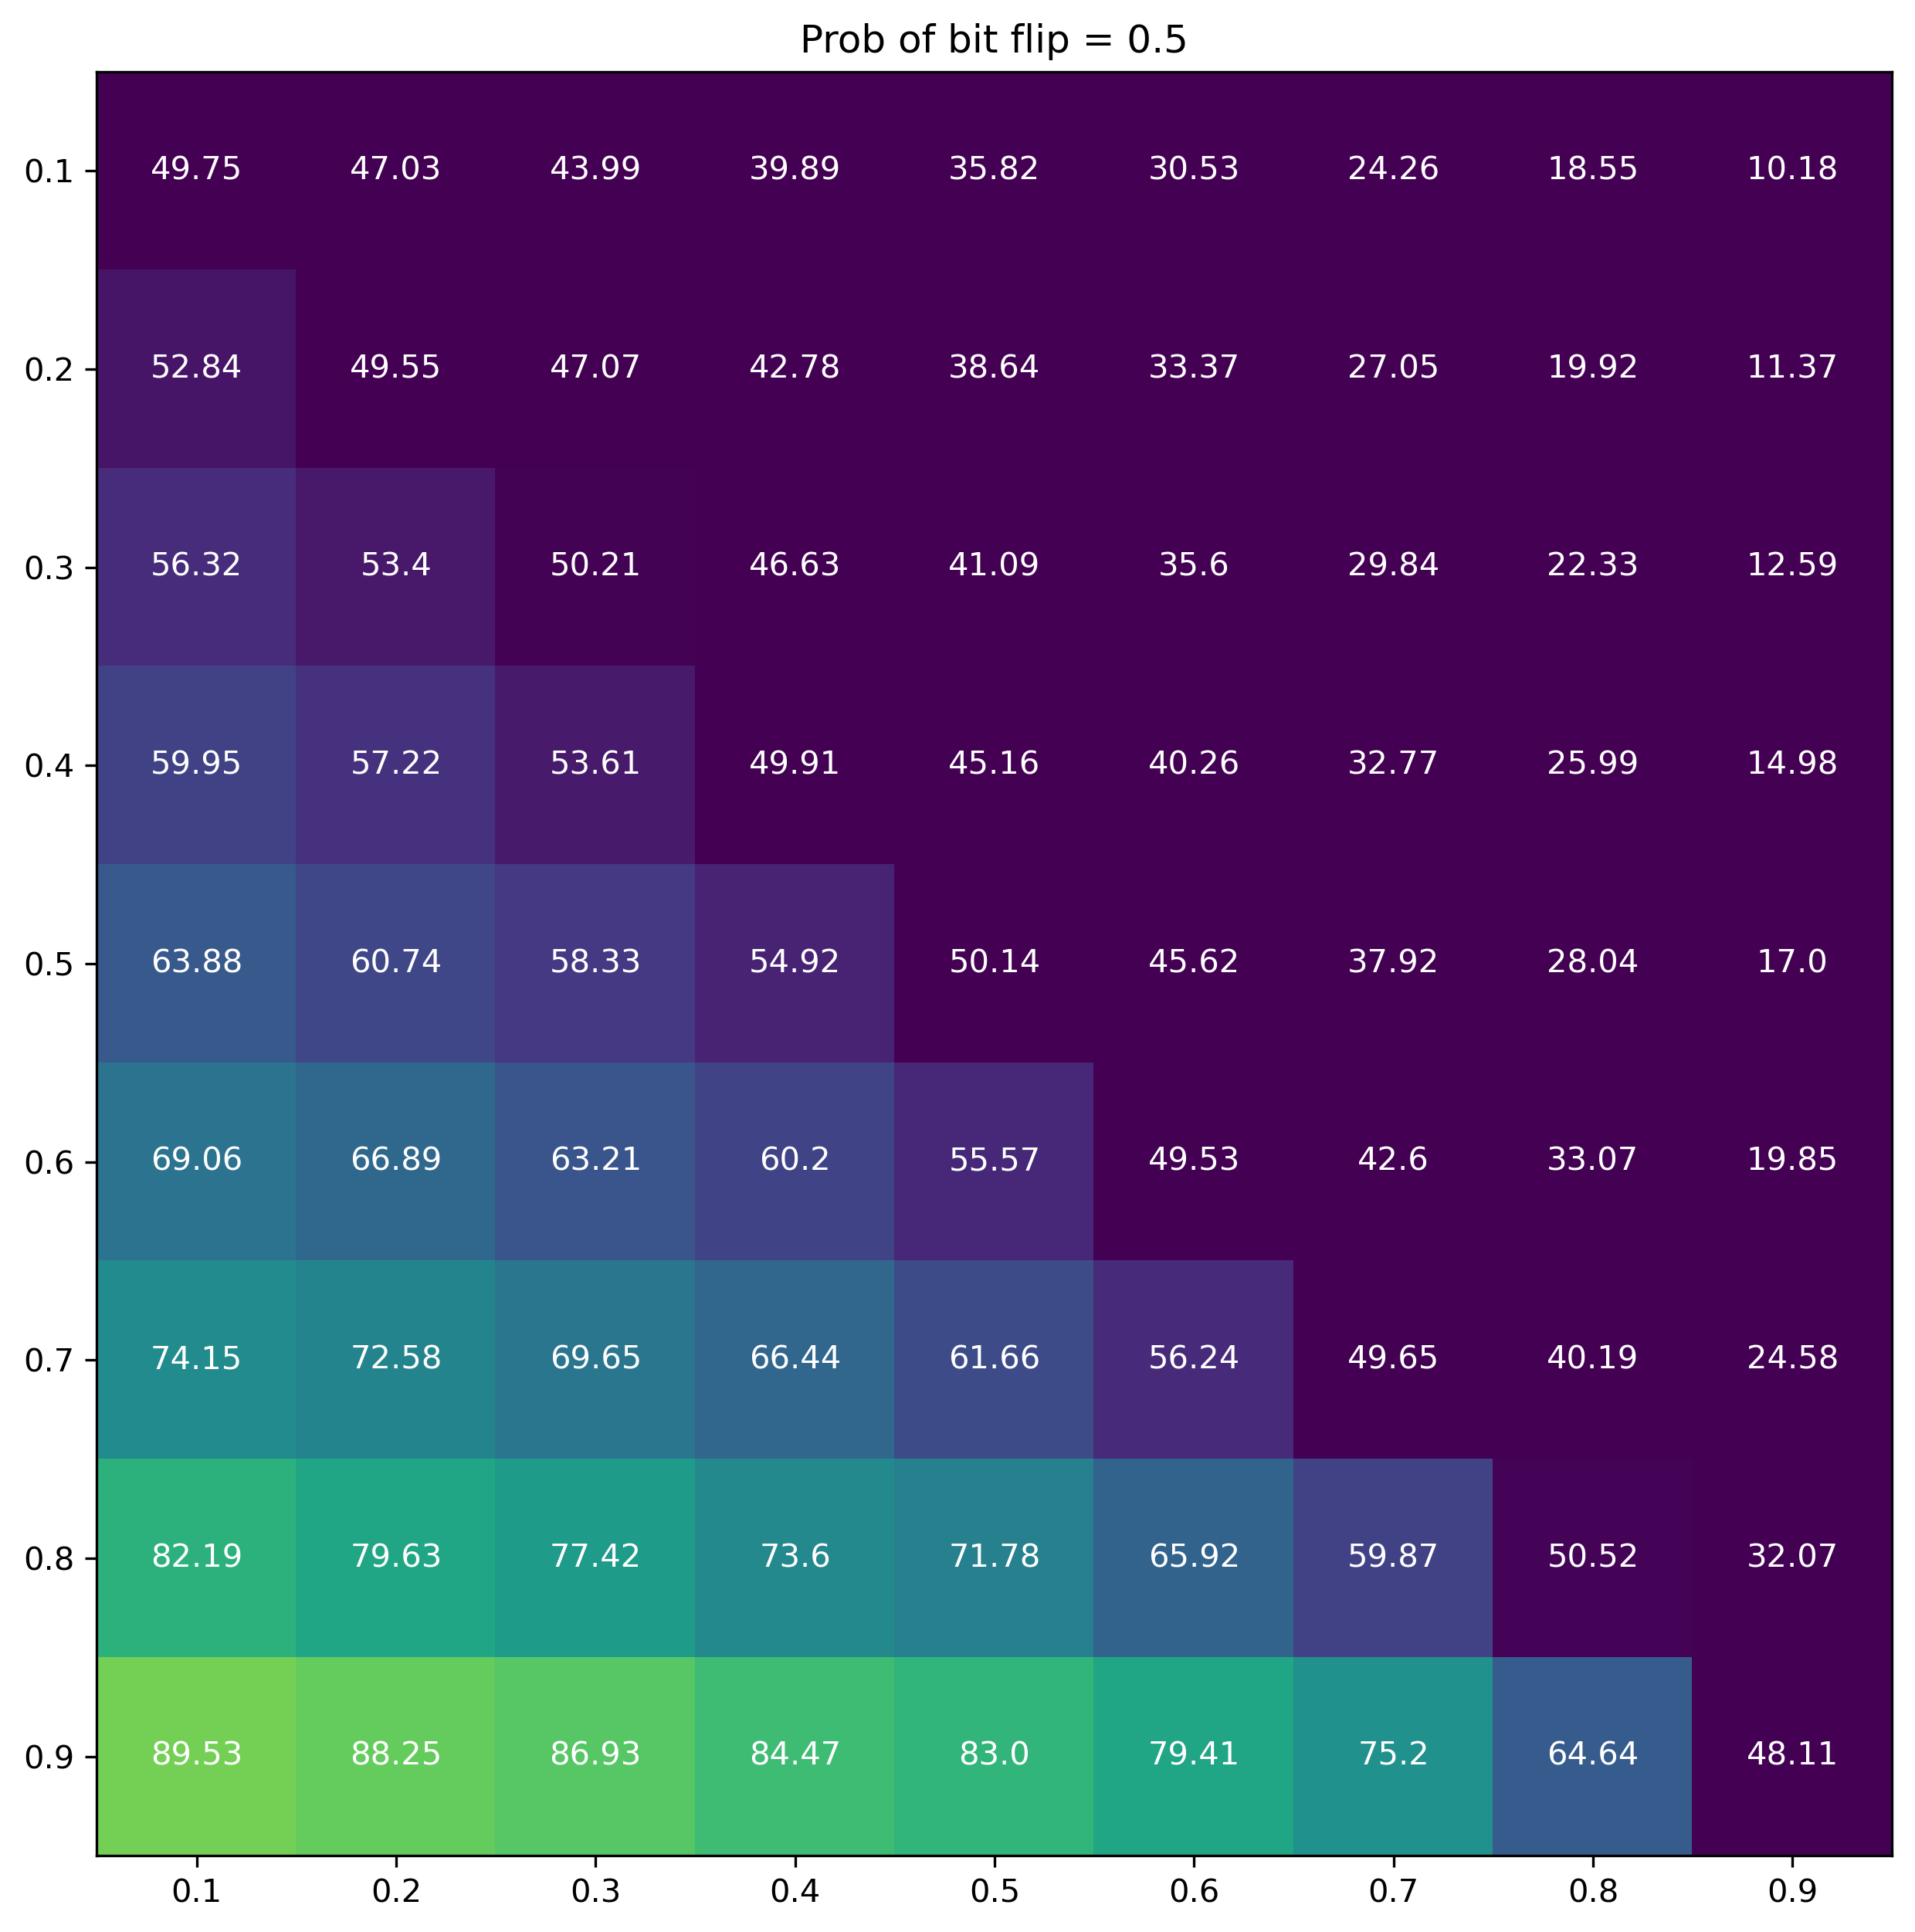 Prob of bit flip = 0.5
0.1 49.75 47.03 43.99 39.89 35.82 30.53 24.26 18.55 10.18
0.2 52.84 49.55 47.07 42.78 38.64 33.37 27.05 19.92 11.37
0.3 56.32 53.4 50.21 46.63 41.09 35.6 29.84 22.33 12.59
0.4 59.95 57.22 53.61 49.91 45.16 40.26 32.77 25.99 14.98
0.5 63.88 60.74 58.33 54.92 50.14 45.62 37.92 28.04 17.0
0.6 69.06 66.89 63.21 60.2 55.57 49.53 42.6 33.07 19.85
0.7 74.15 72.58 69.65 66.44 61.66 56.24 49.65 40.19 24.58
0.8 82.19 79.63 77.42 73.6 71.78 65.92 59.87 50.52 32.07
0.9 89.53 88.25 86.93 84.47 83.0 79.41 75.2 64.64 48.11
0.1 0.2 0.3 0.4 0.5 0.6 0.7 0.8 0.9